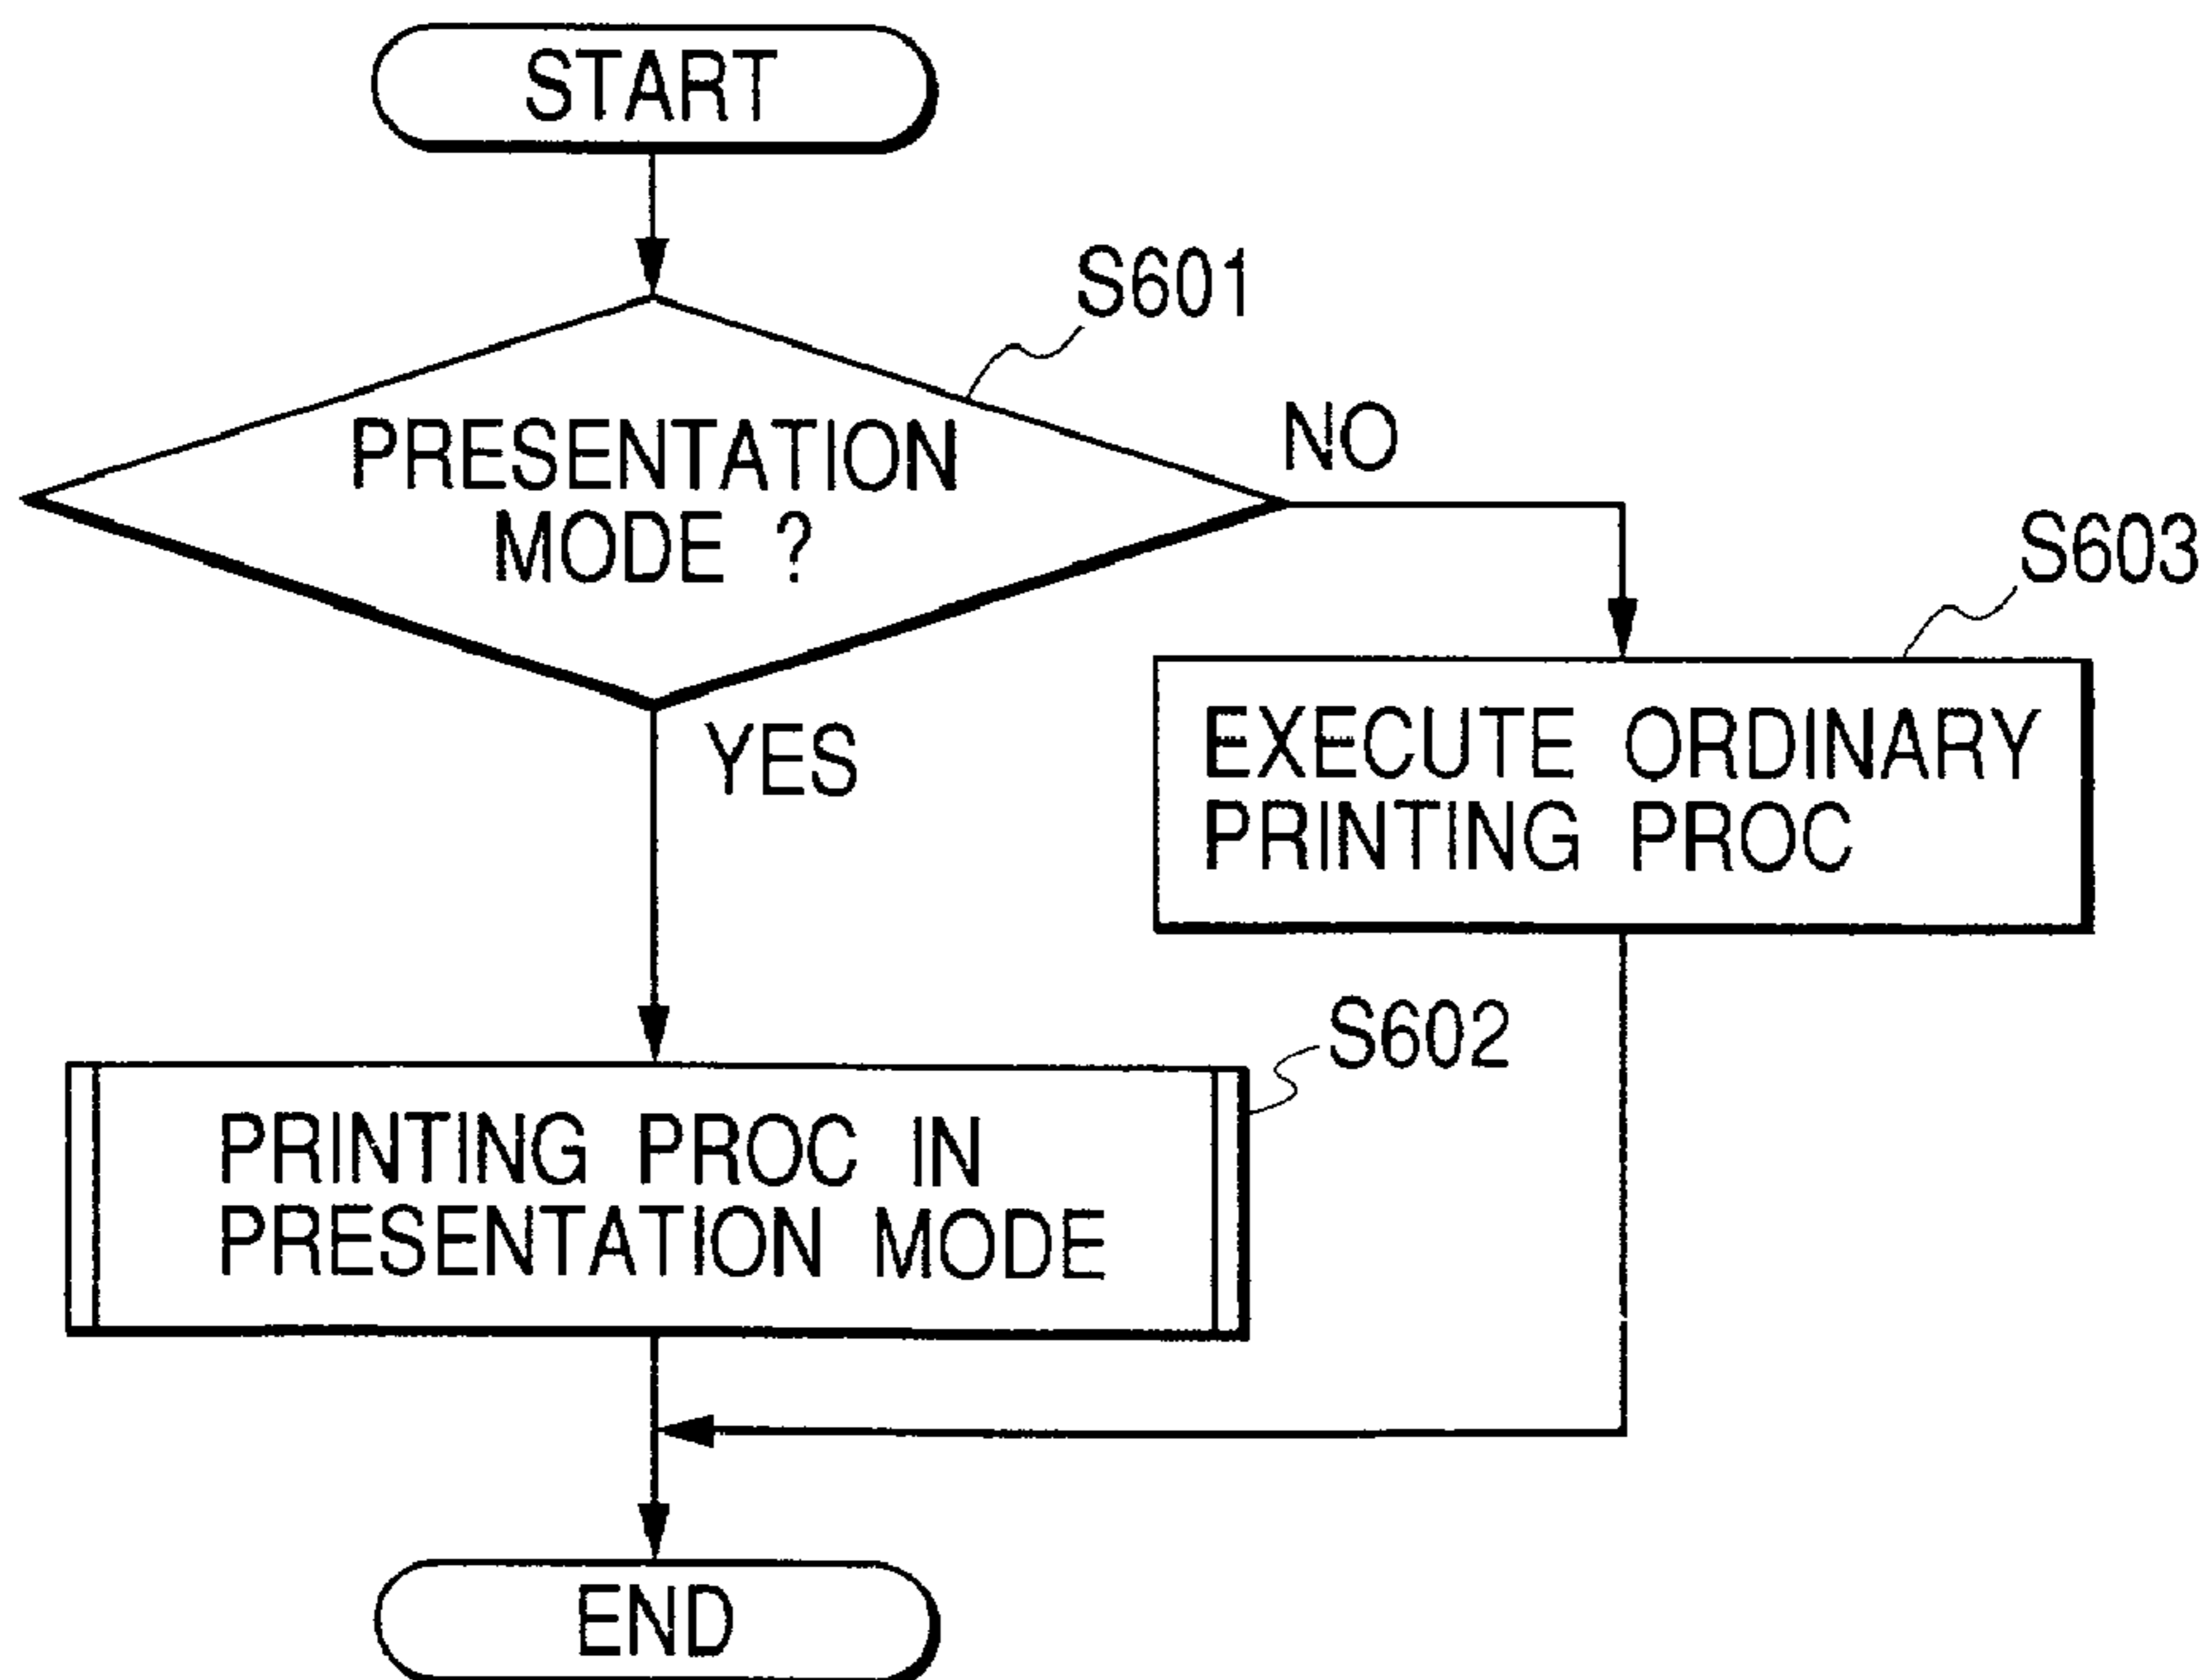 START
S601
PRESENTATION
MODE ?
NO
YES
S603
EXECUTE ORDINARY
PRINTING PROC
S602
PRINTING PROC IN
PRESENTATION MODE
END